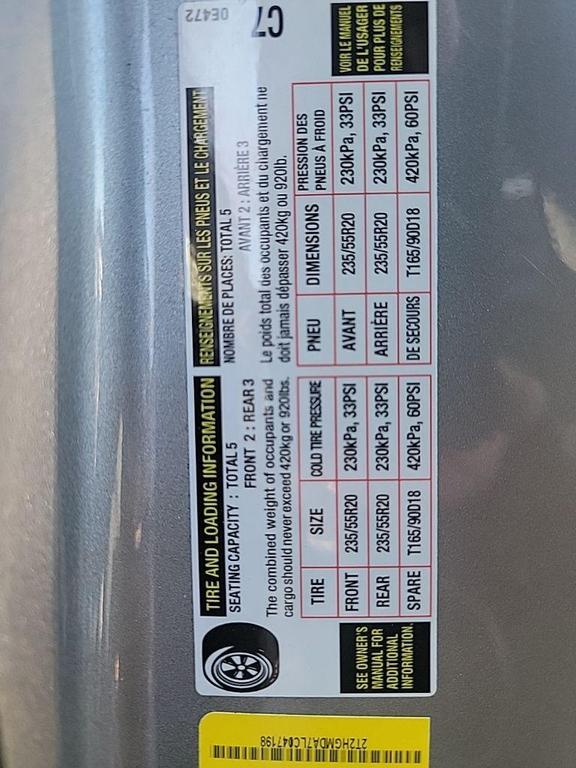 TIRE AND LOADING INFORMATION
SEATING CAPACITY : TOTAL 5
FRONT 2 : REAR 3
The combined weight of occupants and
cargo should never exceed 420kg or 920lbs.
TIRE SIZE COLD TIRE PRESSURE
FRONT 235/55R20 230kPa, 33PSI
REAR 235/55R20 230kPa, 33PSI
SPARE T165/90D18 420kPa, 60PSI
SEE OWNER'S
MANUAL FOR
ADDITIONAL
INFORMATION.
RENSEIGNEMENTS SUR LES PNEUS ET LE CHARGEMENT
NOMBRE DE PLACES: TOTAL 5
AVANT 2 : ARRIÈRE 3
Le poids total des occupants et du chargement ne
doit jamais dépasser 420kg ou 920lb.
PNEU DIMENSIONS PRESSION DES
PNEUS À FROID
AVANT 235/55R20 230kPa, 33PSI
ARRIÈRE 235/55R20 230kPa, 33PSI
DE SECOURS T165/90D18 420kPa, 60PSI
VOIR LE MANUEL
DE L'USAGER
POUR PLUS DE
RENSEIGNEMENTS
0E472
C7
2T2HGMDA7LC047198